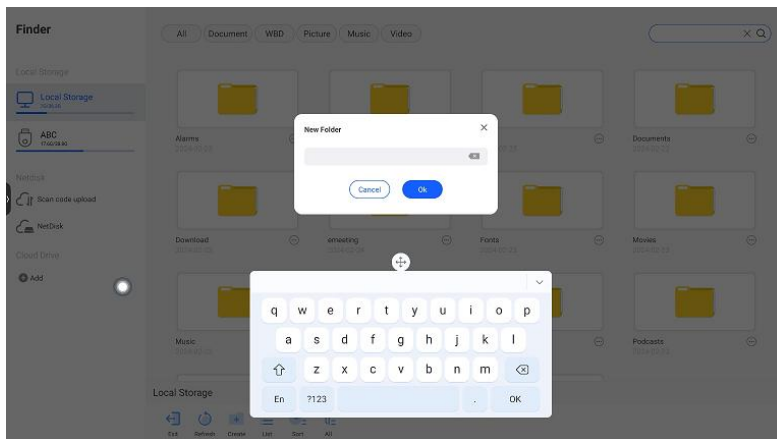 Finder
All
Document
WBD
Picture
Music
Video
Local Storage
Local Storage
ABC
Netdisk
Scan code upload
NetDisk
Cloud Drive
Add
Alarms
Documents
Download
emeeting
Fonts
Movies
Music
Podcasts
New Folder
Cancel
Ok
q w e r t y u i o p
a s d f g h j k l
z x c v b n m
En ?123 . OK
Local Storage
Exit Refresh Create List Sort All